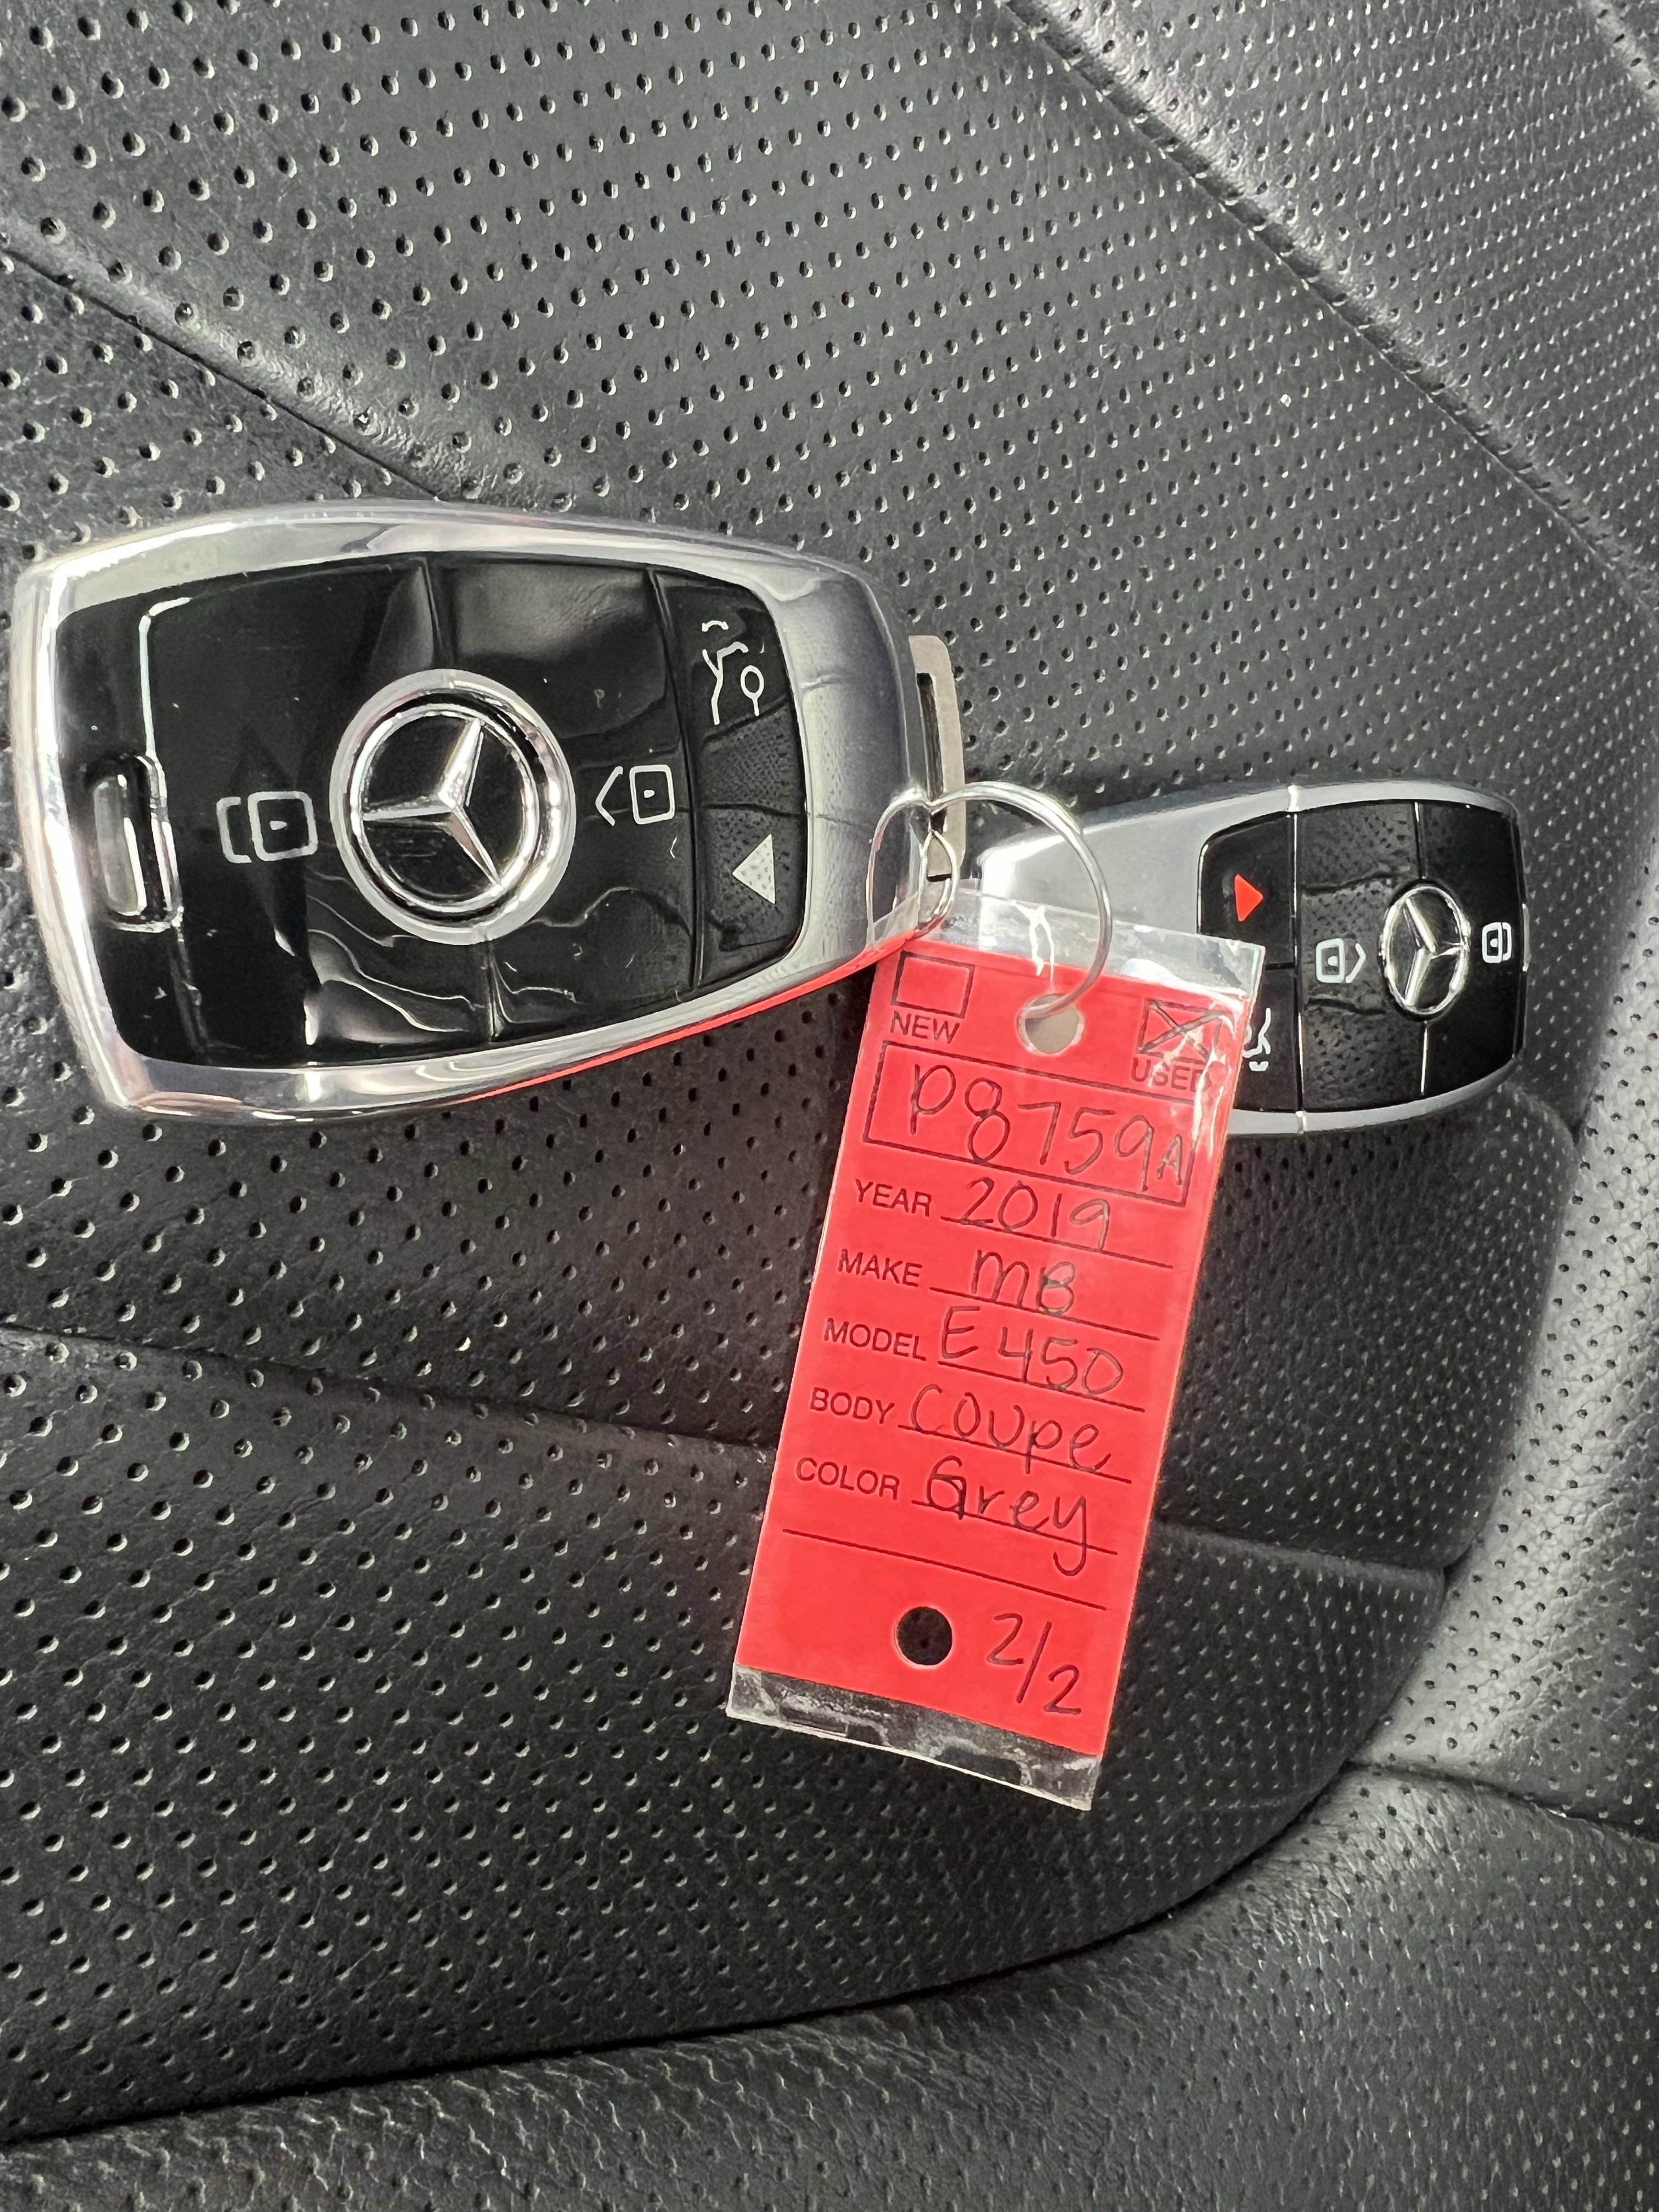 NEW
USED
P8759A
YEAR 2019
MAKE MB
MODEL E450
BODY Coupe
COLOR Grey
2/2